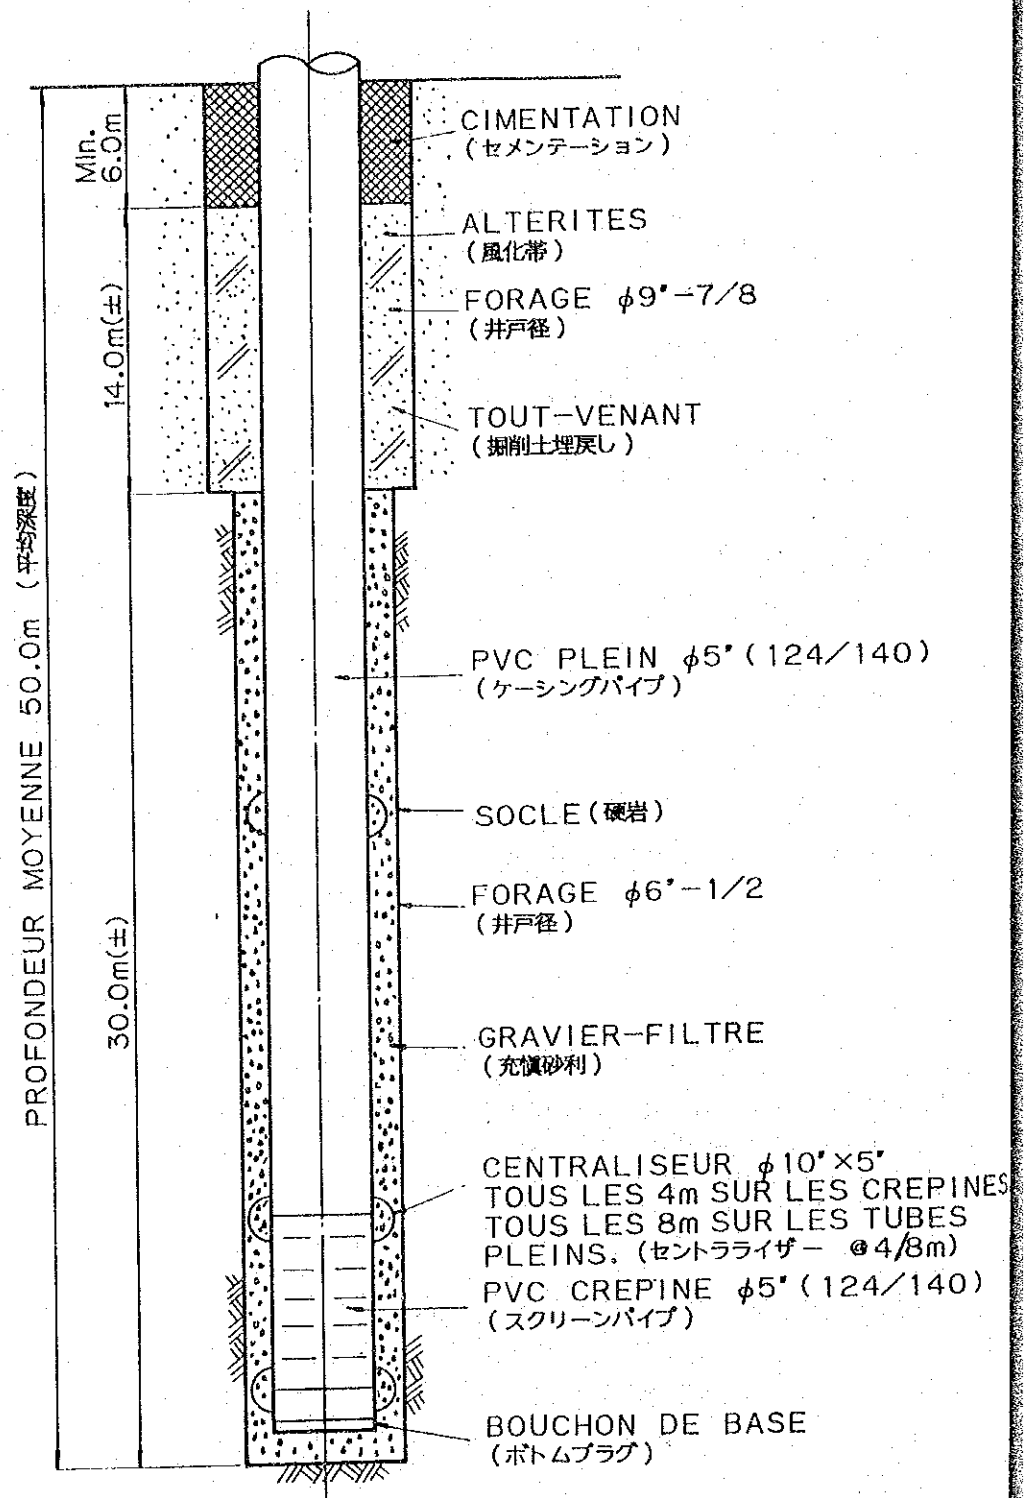 CIMENTATION
(セメンテーション)
ALTERITES
(風化帯)
FORAGE φ9"-7/8
(井戸径)
TOUT-VENANT
(掘削土埋戻し)
PVC PLEIN φ5" (124/140)
(ケーシングパイプ)
SOCLE(硬岩)
FORAGE φ6"-1/2
(井戸径)
GRAVIER-FILTRE
(充愼砂利)
CENTRALISEUR φ10"×5"
TOUS LES 4m SUR LES CREPINES
TOUS LES 8m SUR LES TUBES
PLEINS. (セントラライザー @4/8m)
PVC CREPINE φ5" (124/140)
(スクリーンパイプ)
BOUCHON DE BASE
(ボトムプラグ)
Min.
6.0m
14.0m(±)
30.0m(±)
PROFONDEUR MOYENNE 50.0m (平均深度)